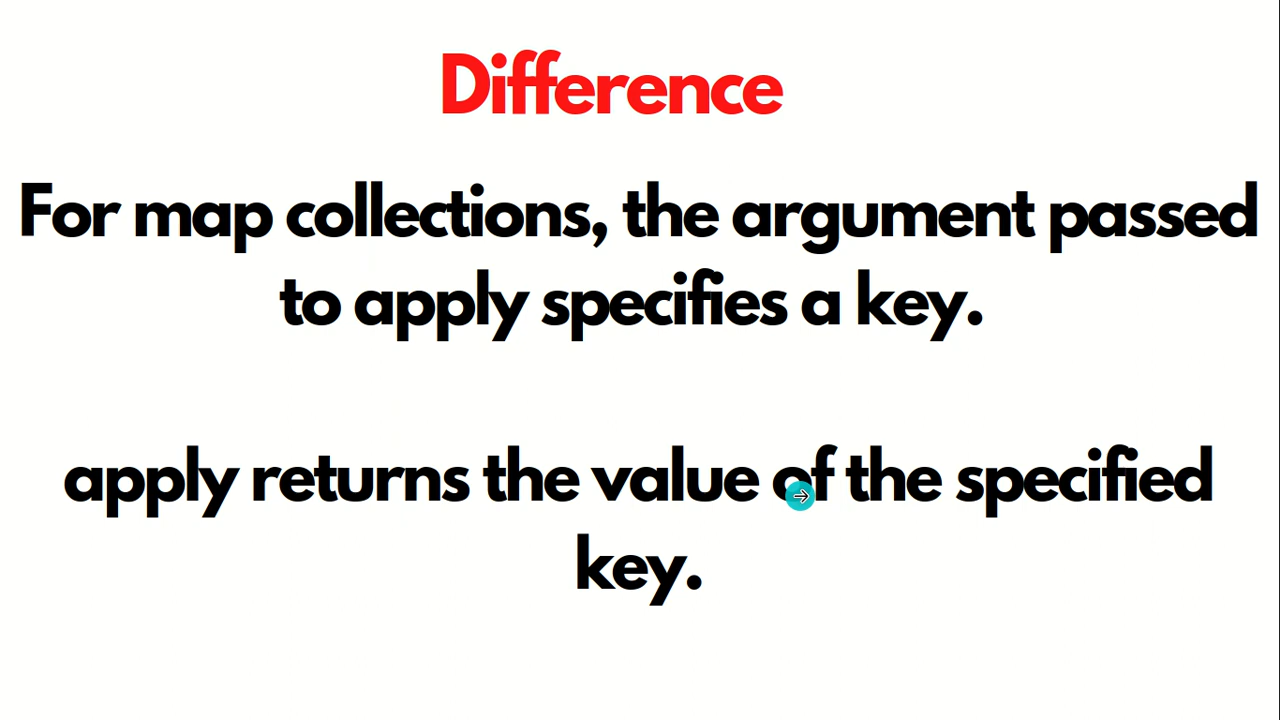 Difference
For map collections, the argument passed
to apply specifies a key.
apply returns the value of the specified
key.